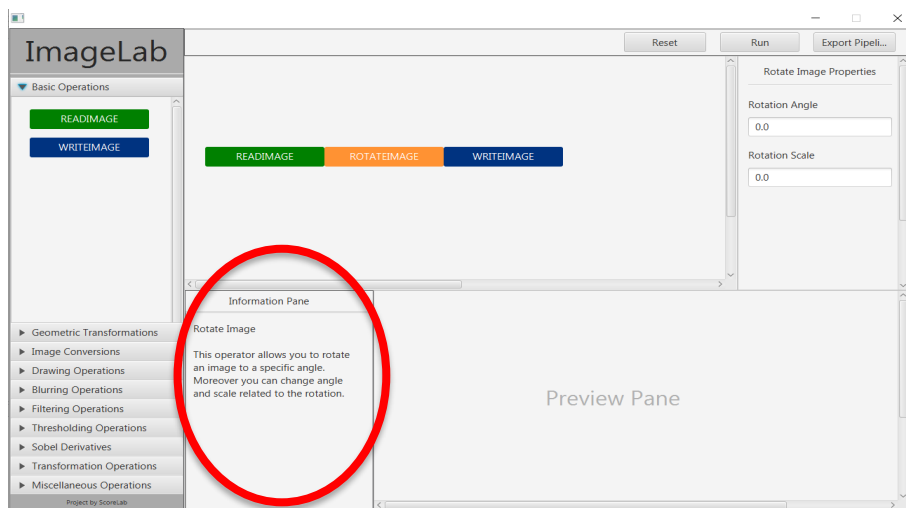 ImageLab
Reset
Run
Export Pipeli...
Basic Operations
READIMAGE
WRITEIMAGE
READIMAGE
ROTATEIMAGE
WRITEIMAGE
Rotate Image Properties
Rotation Angle
0.0
Rotation Scale
0.0
Geometric Transformations
Image Conversions
Drawing Operations
Blurring Operations
Filtering Operations
Thresholding Operations
Sobel Derivatives
Transformation Operations
Miscellaneous Operations
Project by ScoreLab
Information Pane
Rotate Image
This operator allows you to rotate
an image to a specific angle.
Moreover you can change angle
and scale related to the rotation.
Preview Pane